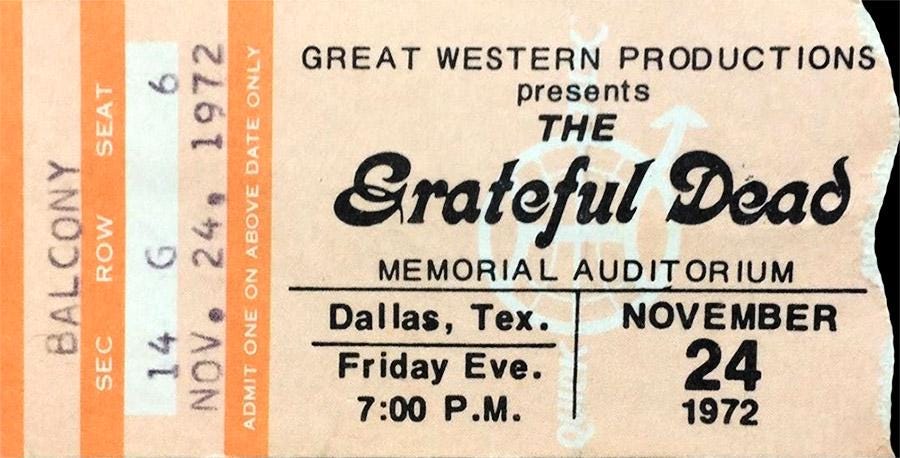 BALCONY
SEC ROW SEAT
14 G 6
NOV. 24, 1972
ADMIT ONE ON ABOVE DATE ONLY
GREAT WESTERN PRODUCTIONS
presents
THE
Grateful Dead
MEMORIAL AUDITORIUM
Dallas, Tex.
Friday Eve.
7:00 P.M.
NOVEMBER
24
1972